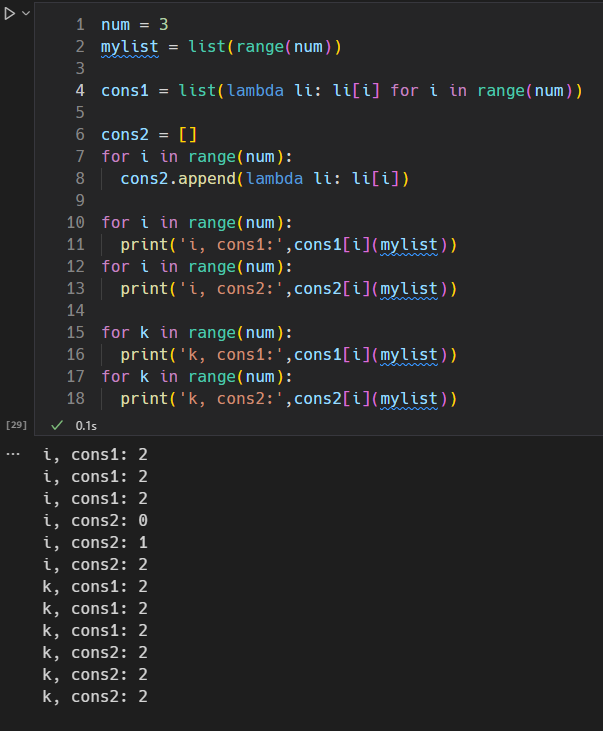 1 num = 3
2 mylist = list(range(num))
3
4 cons1 = list(lambda li: li[i] for i in range(num))
5
6 cons2 = []
7 for i in range(num):
8   cons2.append(lambda li: li[i])
9
10 for i in range(num):
11   print('i, cons1:',cons1[i](mylist))
12 for i in range(num):
13   print('i, cons2:',cons2[i](mylist))
14
15 for k in range(num):
16   print('k, cons1:',cons1[i](mylist))
17 for k in range(num):
18   print('k, cons2:',cons2[i](mylist))
[29] ✓ 0.1s
... i, cons1: 2
i, cons1: 2
i, cons1: 2
i, cons2: 0
i, cons2: 1
i, cons2: 2
k, cons1: 2
k, cons1: 2
k, cons1: 2
k, cons2: 2
k, cons2: 2
k, cons2: 2